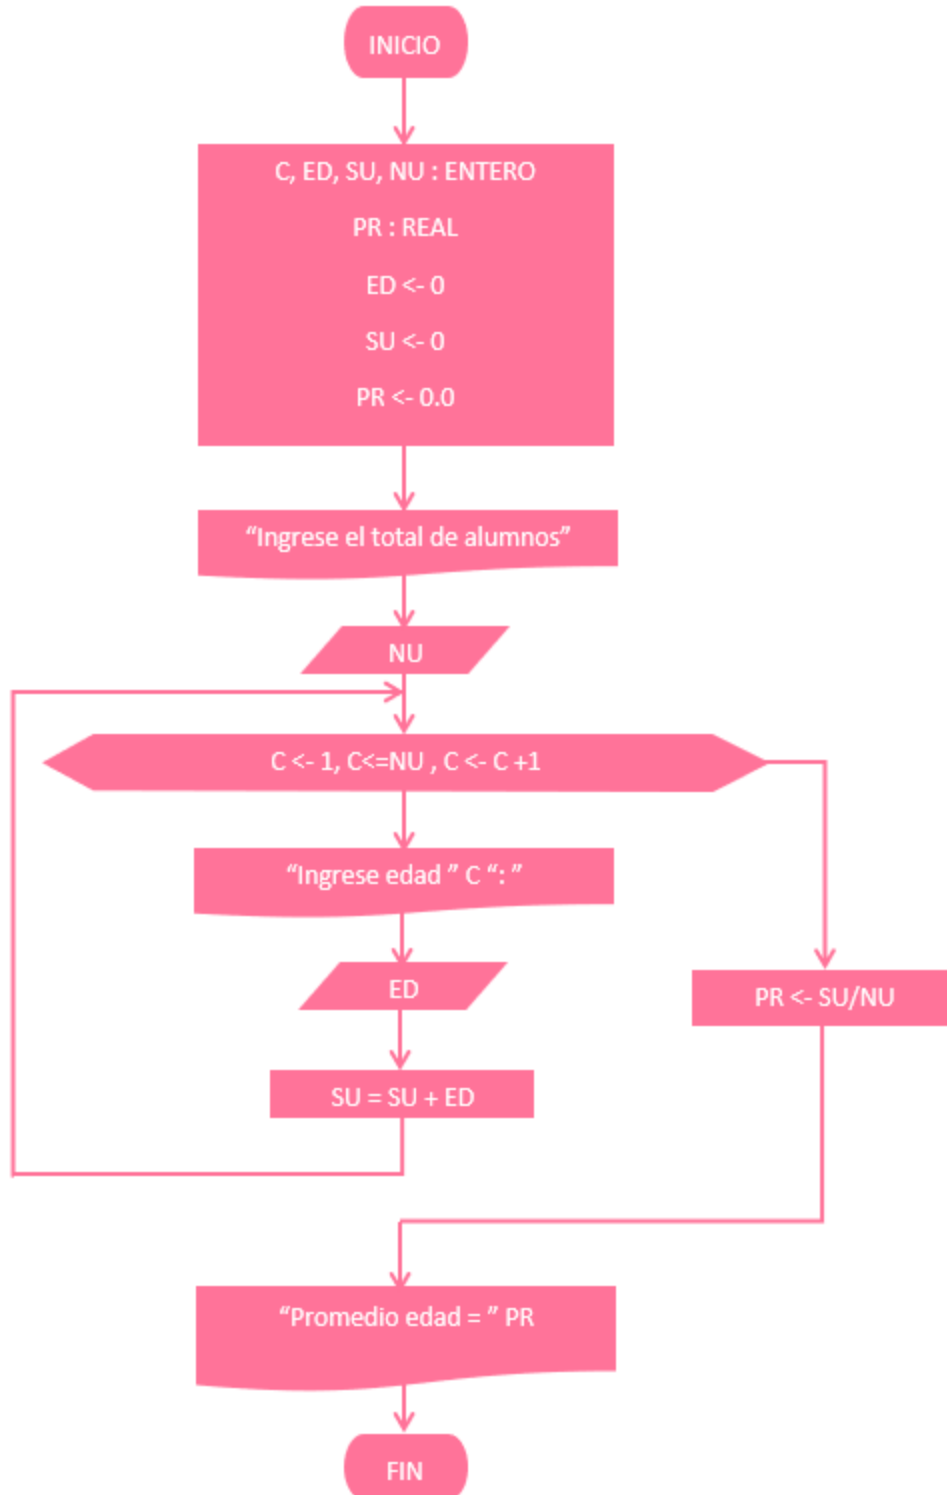 INICIO
C, ED, SU, NU : ENTERO
PR : REAL
ED <- 0
SU <- 0
PR <- 0.0
“Ingrese el total de alumnos”
NU
C <- 1, C<=NU , C <- C +1
“Ingrese edad ” C “: ”
ED
PR <- SU/NU
SU = SU + ED
“Promedio edad = ” PR
FIN